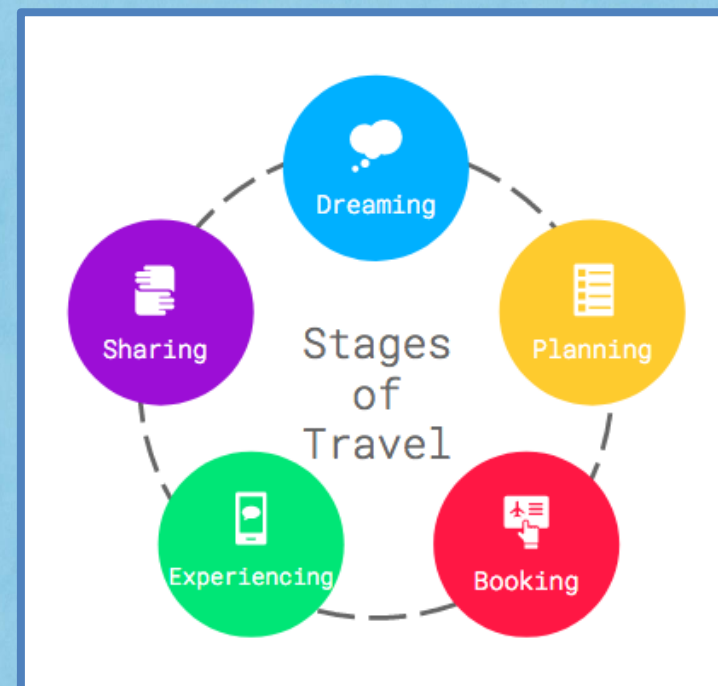 Dreaming
Sharing
Planning
Stages
of
Travel
Experiencing
Booking